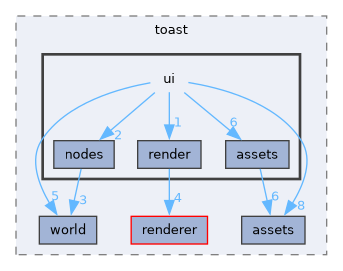 toast
ui
2
1
6
nodes
render
assets
5
3
4
6
8
world
renderer
assets